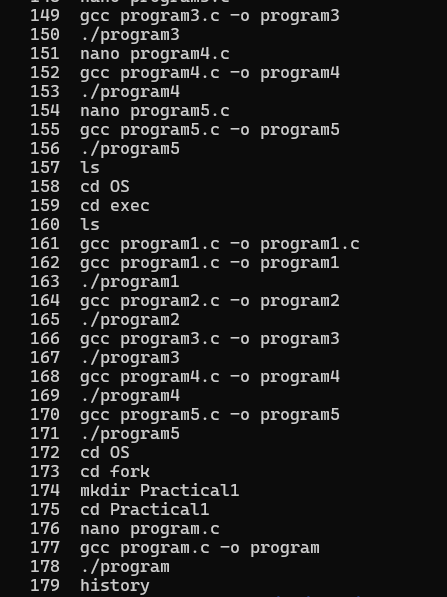 149 gcc program3.c -o program3
150 ./program3
151 nano program4.c
152 gcc program4.c -o program4
153 ./program4
154 nano program5.c
155 gcc program5.c -o program5
156 ./program5
157 ls
158 cd OS
159 cd exec
160 ls
161 gcc program1.c -o program1.c
162 gcc program1.c -o program1
163 ./program1
164 gcc program2.c -o program2
165 ./program2
166 gcc program3.c -o program3
167 ./program3
168 gcc program4.c -o program4
169 ./program4
170 gcc program5.c -o program5
171 ./program5
172 cd OS
173 cd fork
174 mkdir Practical1
175 cd Practical1
176 nano program.c
177 gcc program.c -o program
178 ./program
179 history